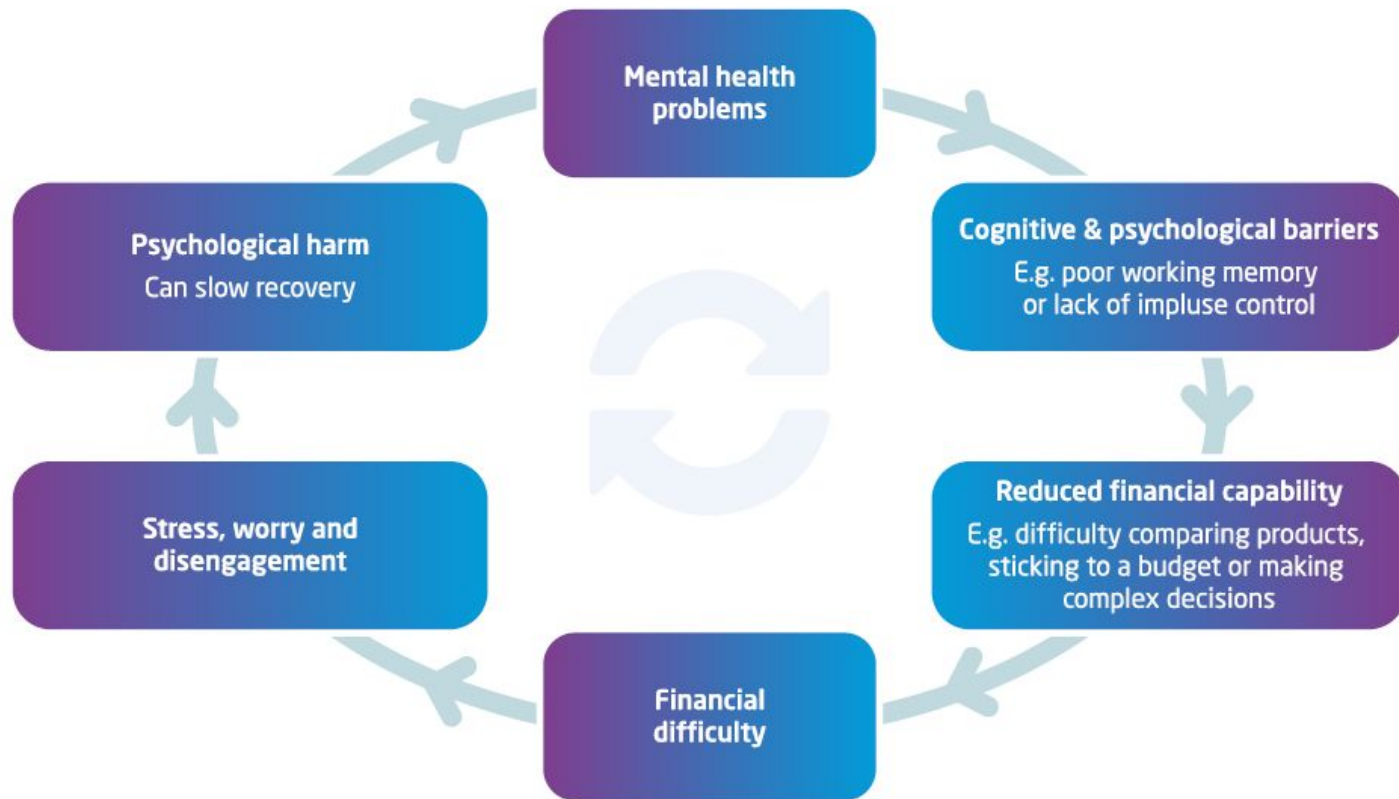 Mental health
problems
Cognitive & psychological barriers
E.g. poor working memory
or lack of impluse control
Reduced financial capability
E.g. difficulty comparing products,
sticking to a budget or making
complex decisions
Financial
difficulty
Stress, worry and
disengagement
Psychological harm
Can slow recovery